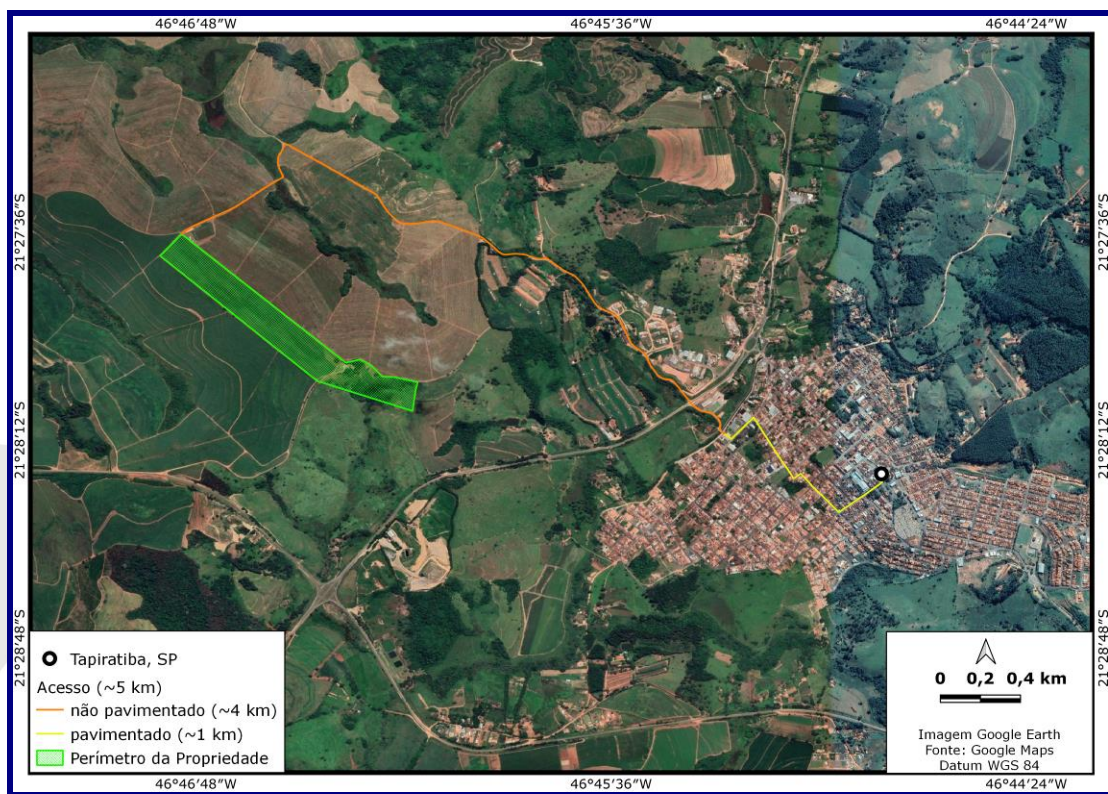 46°46'48"W
46°45'36"W
46°44'24"W
21°27'36"S
21°27'36"S
21°28'12"S
21°28'12"S
21°28'48"S
21°28'48"S
Tapiratiba, SP
Acesso (~5 km)
não pavimentado (~4 km)
pavimentado (~1 km)
Perímetro da Propriedade
0 0,2 0,4 km
Imagem Google Earth
Fonte: Google Maps
Datum WGS 84
46°46'48"W
46°45'36"W
46°44'24"W